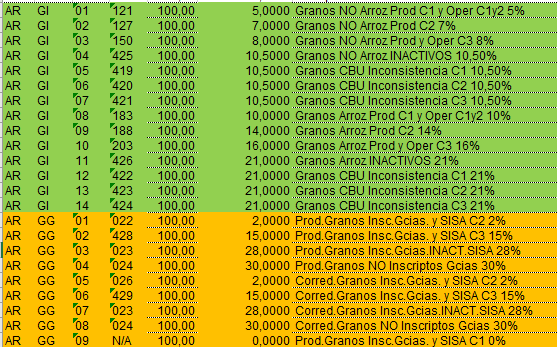 AR GI 01 121 100,00 5,0000 Granos NO Arroz Prod C1 y Oper C1y2 5%
AR GI 02 127 100,00 7,0000 Granos NO Arroz Prod C2 7%
AR GI 03 150 100,00 8,0000 Granos NO Arroz Prod y Oper C3 8%
AR GI 04 425 100,00 10,5000 Granos NO Arroz INACTIVOS 10,50%
AR GI 05 419 100,00 10,5000 Granos CBU Inconsistencia C1 10,50%
AR GI 06 420 100,00 10,5000 Granos CBU Inconsistencia C2 10,50%
AR GI 07 421 100,00 10,5000 Granos CBU Inconsistencia C3 10,50%
AR GI 08 183 100,00 10,0000 Granos Arroz Prod C1 y Oper C1y2 10%
AR GI 09 188 100,00 14,0000 Granos Arroz Prod C2 14%
AR GI 10 203 100,00 16,0000 Granos Arroz Prod y Oper C3 16%
AR GI 11 426 100,00 21,0000 Granos Arroz INACTIVOS 21%
AR GI 12 422 100,00 21,0000 Granos CBU Inconsistencia C1 21%
AR GI 13 423 100,00 21,0000 Granos CBU Inconsistencia C2 21%
AR GI 14 424 100,00 21,0000 Granos CBU Inconsistencia C3 21%
AR GG 01 022 100,00 2,0000 Prod.Granos Insc.Gcias. y SISA C2 2%
AR GG 02 428 100,00 15,0000 Prod.Granos Insc.Gcias. y SISA C3 15%
AR GG 03 023 100,00 28,0000 Prod.Granos Insc.Gcias.INACT.SISA 28%
AR GG 04 024 100,00 30,0000 Prod.Granos NO Inscriptos Gcias 30%
AR GG 05 026 100,00 2,0000 Corred.Granos Insc.Gcias. y SISA C2 2%
AR GG 06 429 100,00 15,0000 Corred.Granos Insc.Gcias. y SISA C3 15%
AR GG 07 023 100,00 28,0000 Corred.Granos Insc.Gcias INACT.SISA 28%
AR GG 08 024 100,00 30,0000 Corred.Granos NO Inscriptos Gcias 30%
AR GG 09 N/A 100,00 0,0000 Prod.Granos Insc.Gcias. y SISA C1 0%